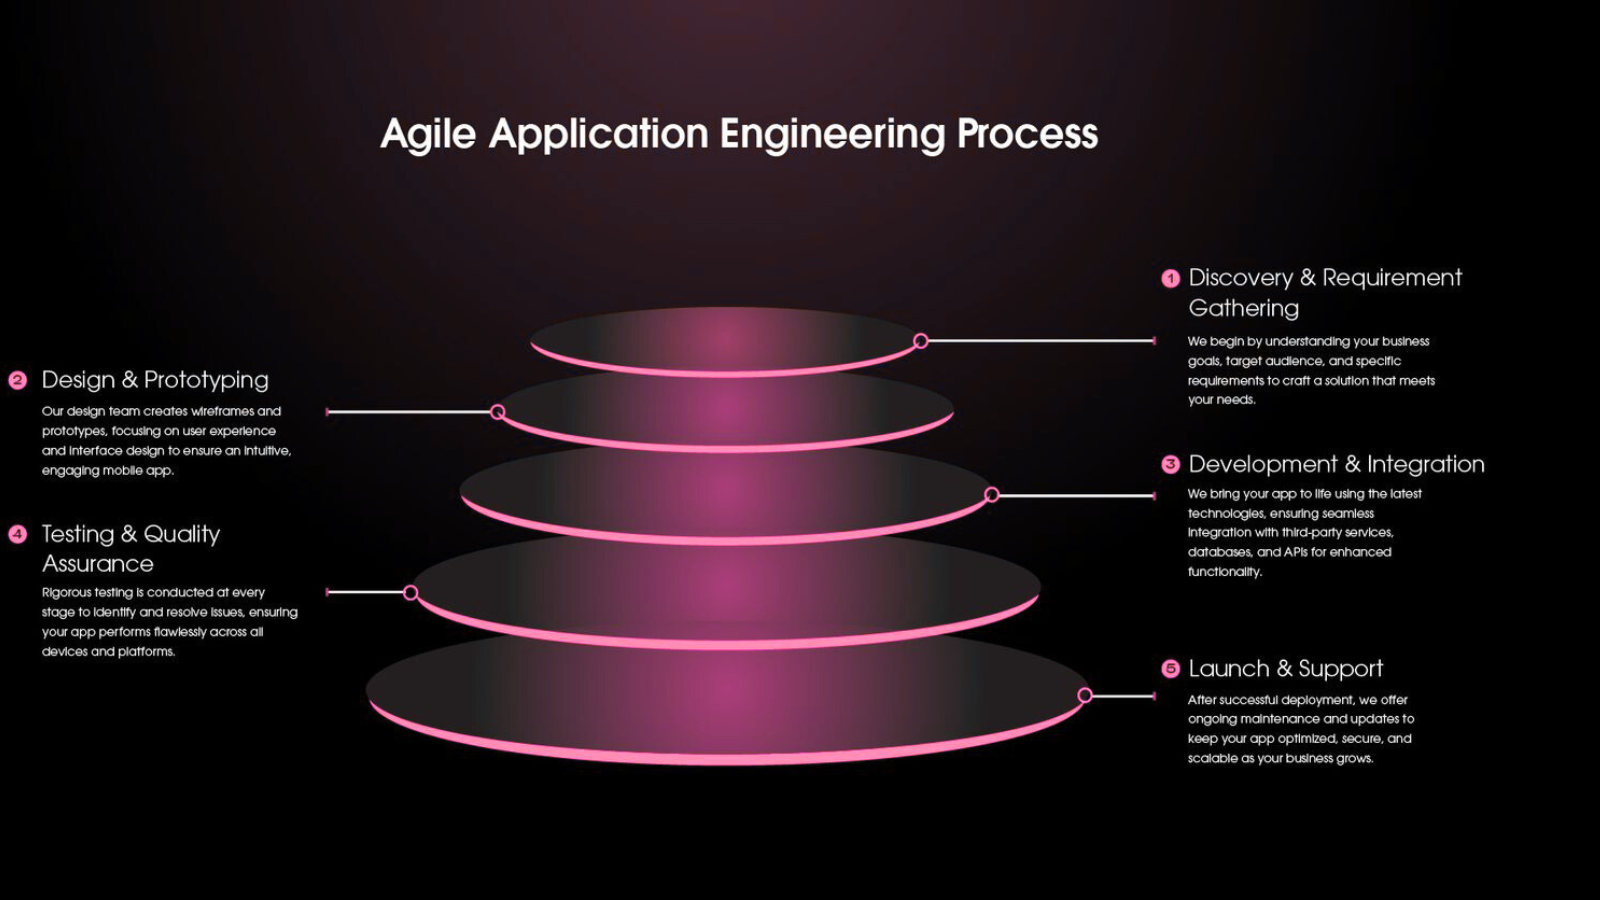 Agile Application Engineering Process
1 Discovery & Requirement
Gathering
We begin by understanding your business
goals, target audience, and specific
requirements to craft a solution that meets
your needs.
2 Design & Prototyping
Our design team creates wireframes and
prototypes, focusing on user experience
and interface design to ensure an intuitive,
engaging mobile app.
3 Development & Integration
We bring your app to life using the latest
technologies, ensuring seamless
integration with third-party services,
databases, and APIs for enhanced
functionality.
4 Testing & Quality
Assurance
Rigorous testing is conducted at every
stage to identify and resolve issues, ensuring
your app performs flawlessly across all
devices and platforms.
5 Launch & Support
After successful deployment, we offer
ongoing maintenance and updates to
keep your app optimized, secure, and
scalable as your business grows.